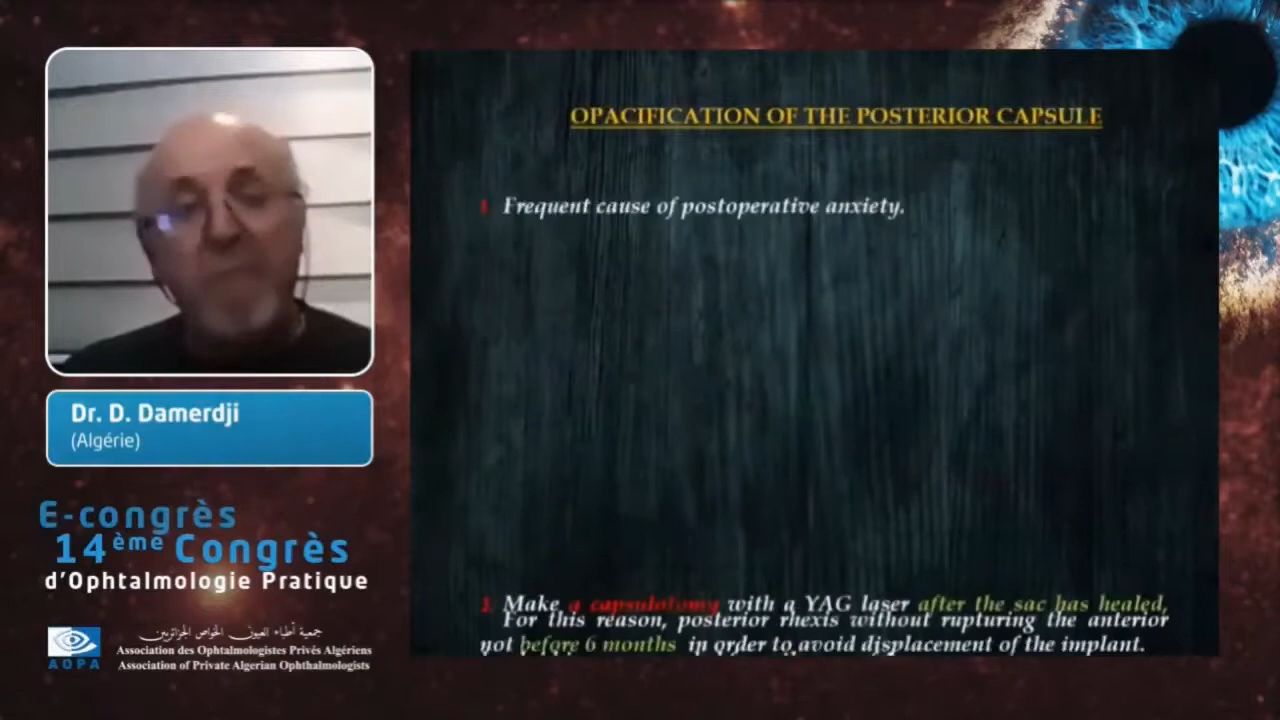 OPACIFICATION OF THE POSTERIOR CAPSULE
Frequent cause of postoperative anxiety.
Make a capsulotomy with a YAG laser after the sac has healed,
For this reason, posterior rhexis without rupturing the anterior
not before 6 months in order to avoid displacement of the implant.
Dr. D. Damerdji
(Algérie)
E-congrès
14ème Congrès
d'Ophtalmologie Pratique
جمعية أطباء العيون الخواص الجزائريين
AOPA
Association des Ophtalmologistes Privés Algériens
Association of Private Algerian Ophthalmologists